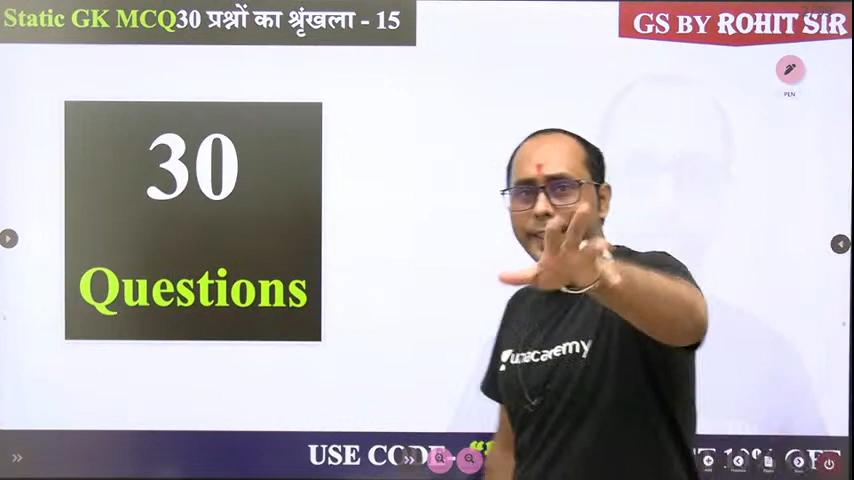 Static GK MCQ30 प्रश्नों का श्रृंखला - 15
GS BY ROHIT SIR
PEN
30
Questions
unacademy
USE CODE-